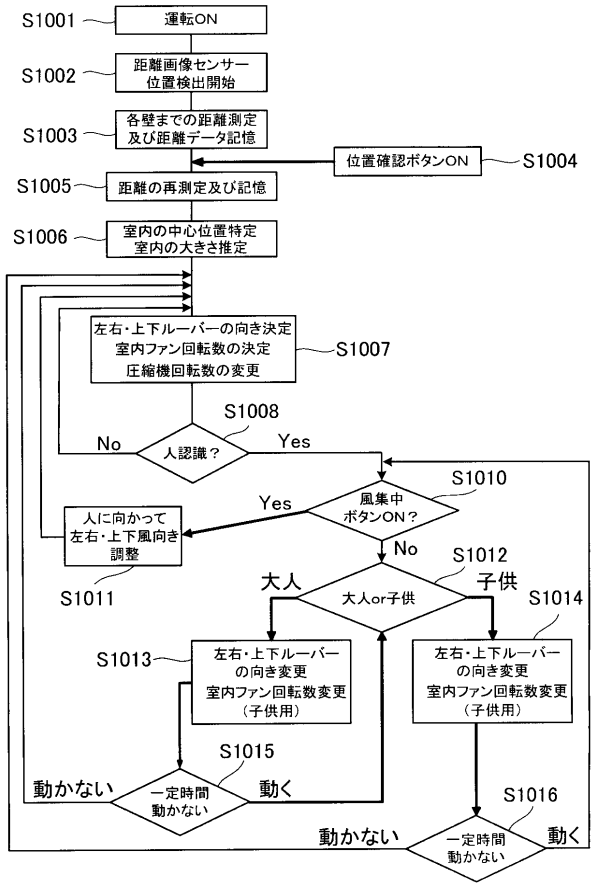 S1001
運転ON
S1002
距離画像センサー
位置検出開始
S1003
各壁までの距離測定
及び距離データ記憶
位置確認ボタンON
S1004
S1005
距離の再測定及び記憶
S1006
室内の中心位置特定
室内の大きさ推定
左右・上下ルーバーの向き決定
室内ファン回転数の決定
圧縮機回転数の変更
S1007
S1008
No
人認識？
Yes
S1010
風集中
ボタンON？
Yes
No
人に向かって
左右・上下風向き
調整
S1011
S1012
大人
大人or子供
子供
S1013
左右・上下ルーバー
の向き変更
室内ファン回転数変更
(子供用)
S1014
左右・上下ルーバー
の向き変更
室内ファン回転数変更
(子供用)
S1015
動かない
一定時間
動かない
動く
S1016
動かない
一定時間
動かない
動く